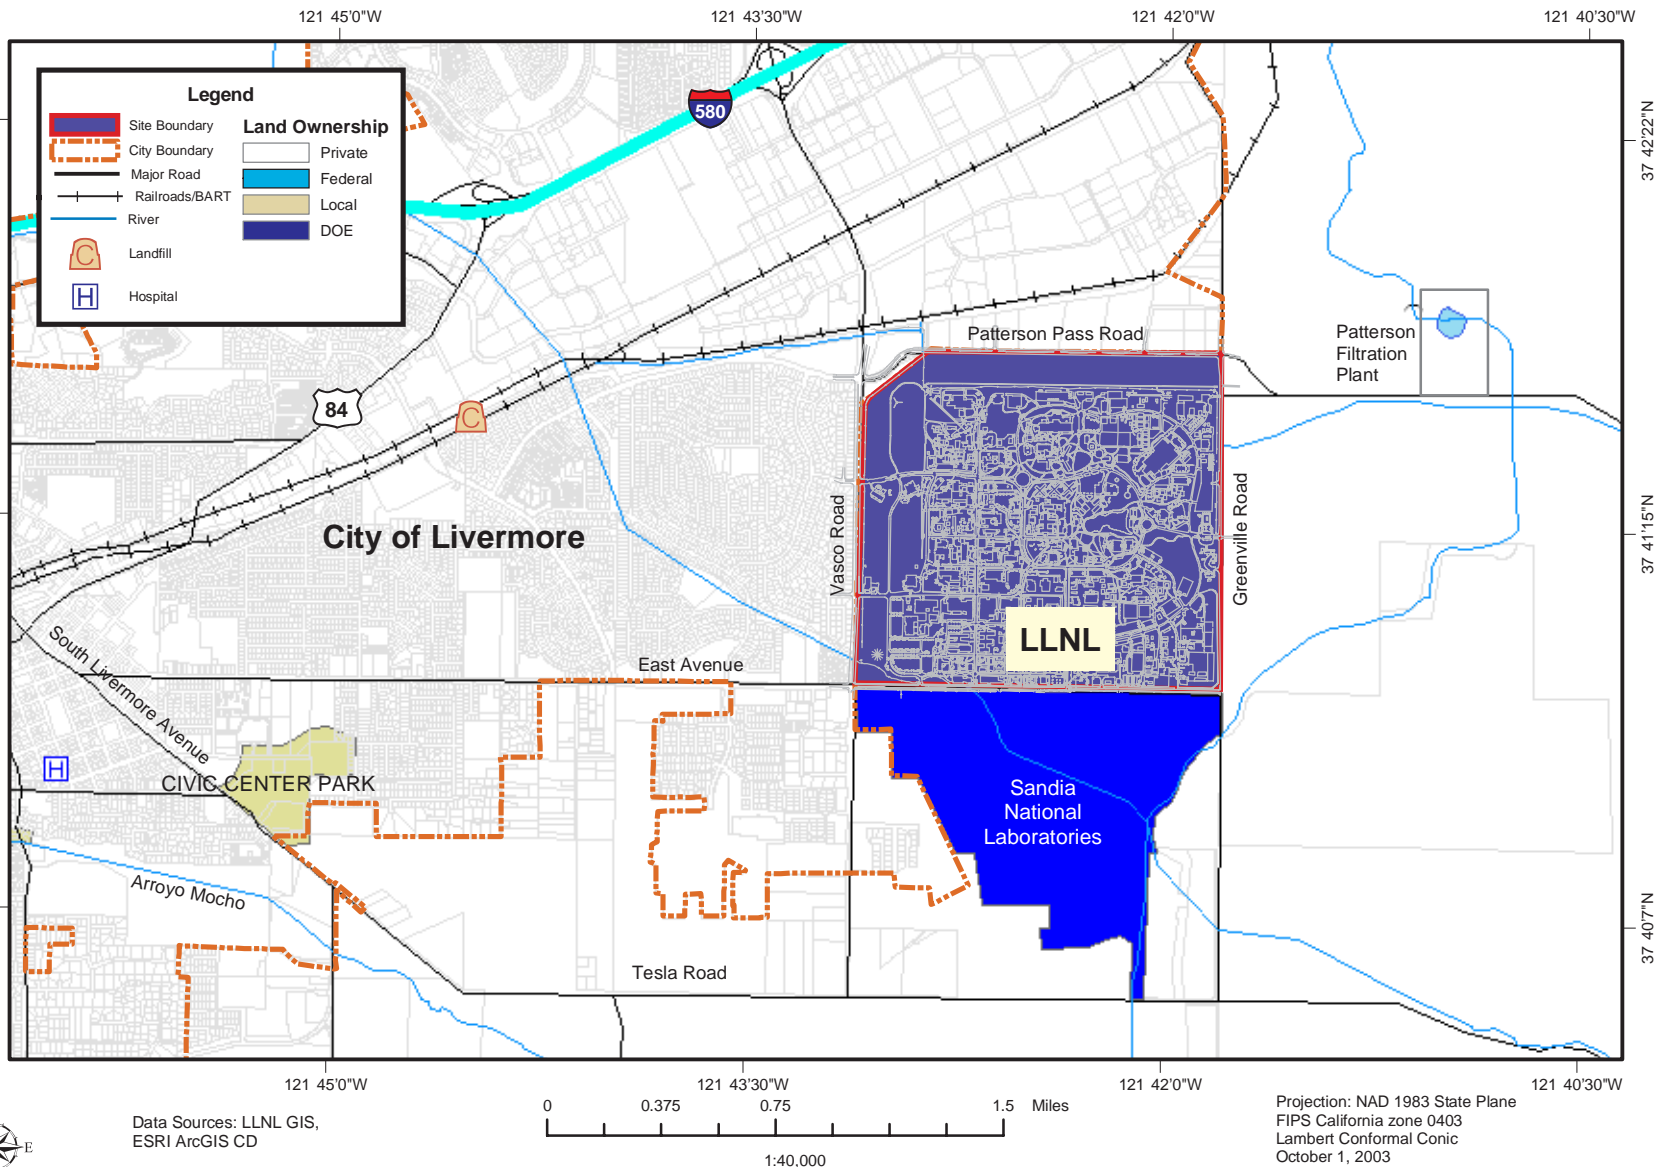 121 45'0"W
121 43'30"W
121 42'0"W
121 40'30"W
Legend
Site Boundary
City Boundary
Major Road
Railroads/BART
River
C
Landfill
H
Hospital
Land Ownership
Private
Federal
Local
DOE
580
37 42'22"N
Patterson Pass Road
Patterson
Filtration
Plant
84
C
City of Livermore
Vasco Road
Greenville Road
37 41'15"N
LLNL
East Avenue
South Livermore Avenue
H
CIVIC CENTER PARK
Sandia
National
Laboratories
Arroyo Mocho
37 40'7"N
Tesla Road
121 45'0"W
121 43'30"W
121 42'0"W
121 40'30"W
E
Data Sources: LLNL GIS,
ESRI ArcGIS CD
0 0.375 0.75 1.5 Miles
1:40,000
Projection: NAD 1983 State Plane
FIPS California zone 0403
Lambert Conformal Conic
October 1, 2003